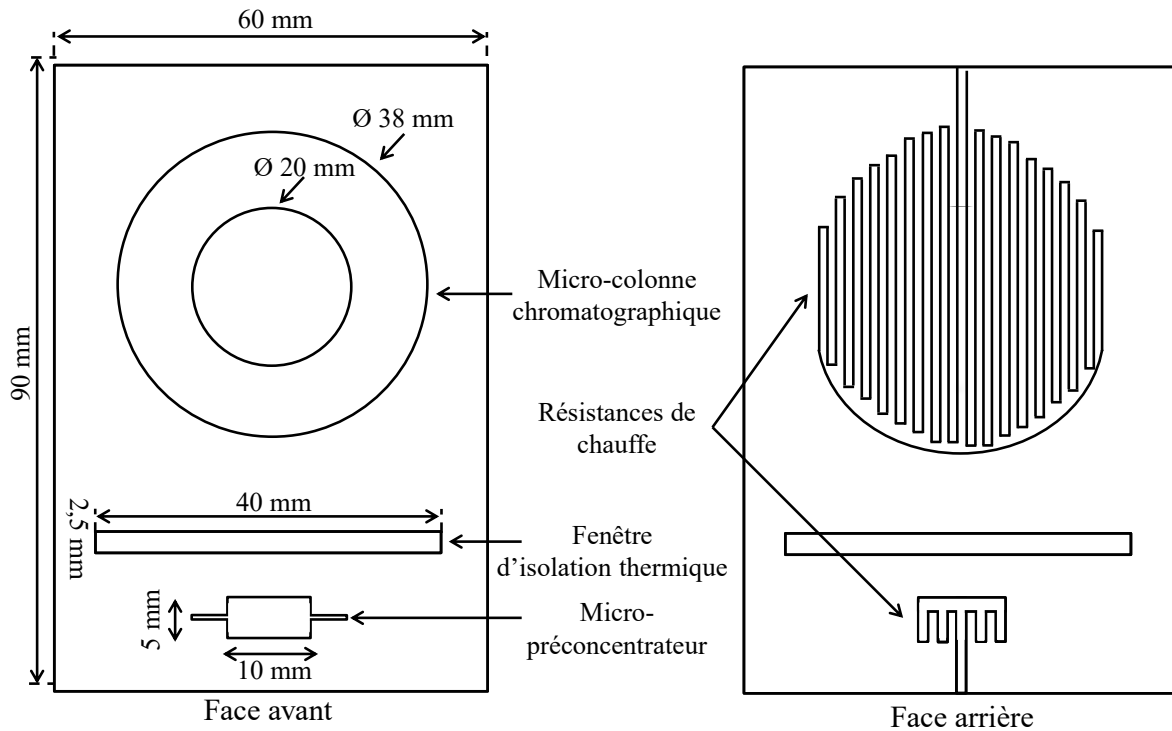 60 mm
90 mm
Ø 38 mm
Ø 20 mm
Micro-colonne
chromatographique
Résistances de
chauffe
2,5 mm
40 mm
Fenêtre
d'isolation thermique
5 mm
10 mm
Micro-
préconcentrateur
Face avant
Face arrière